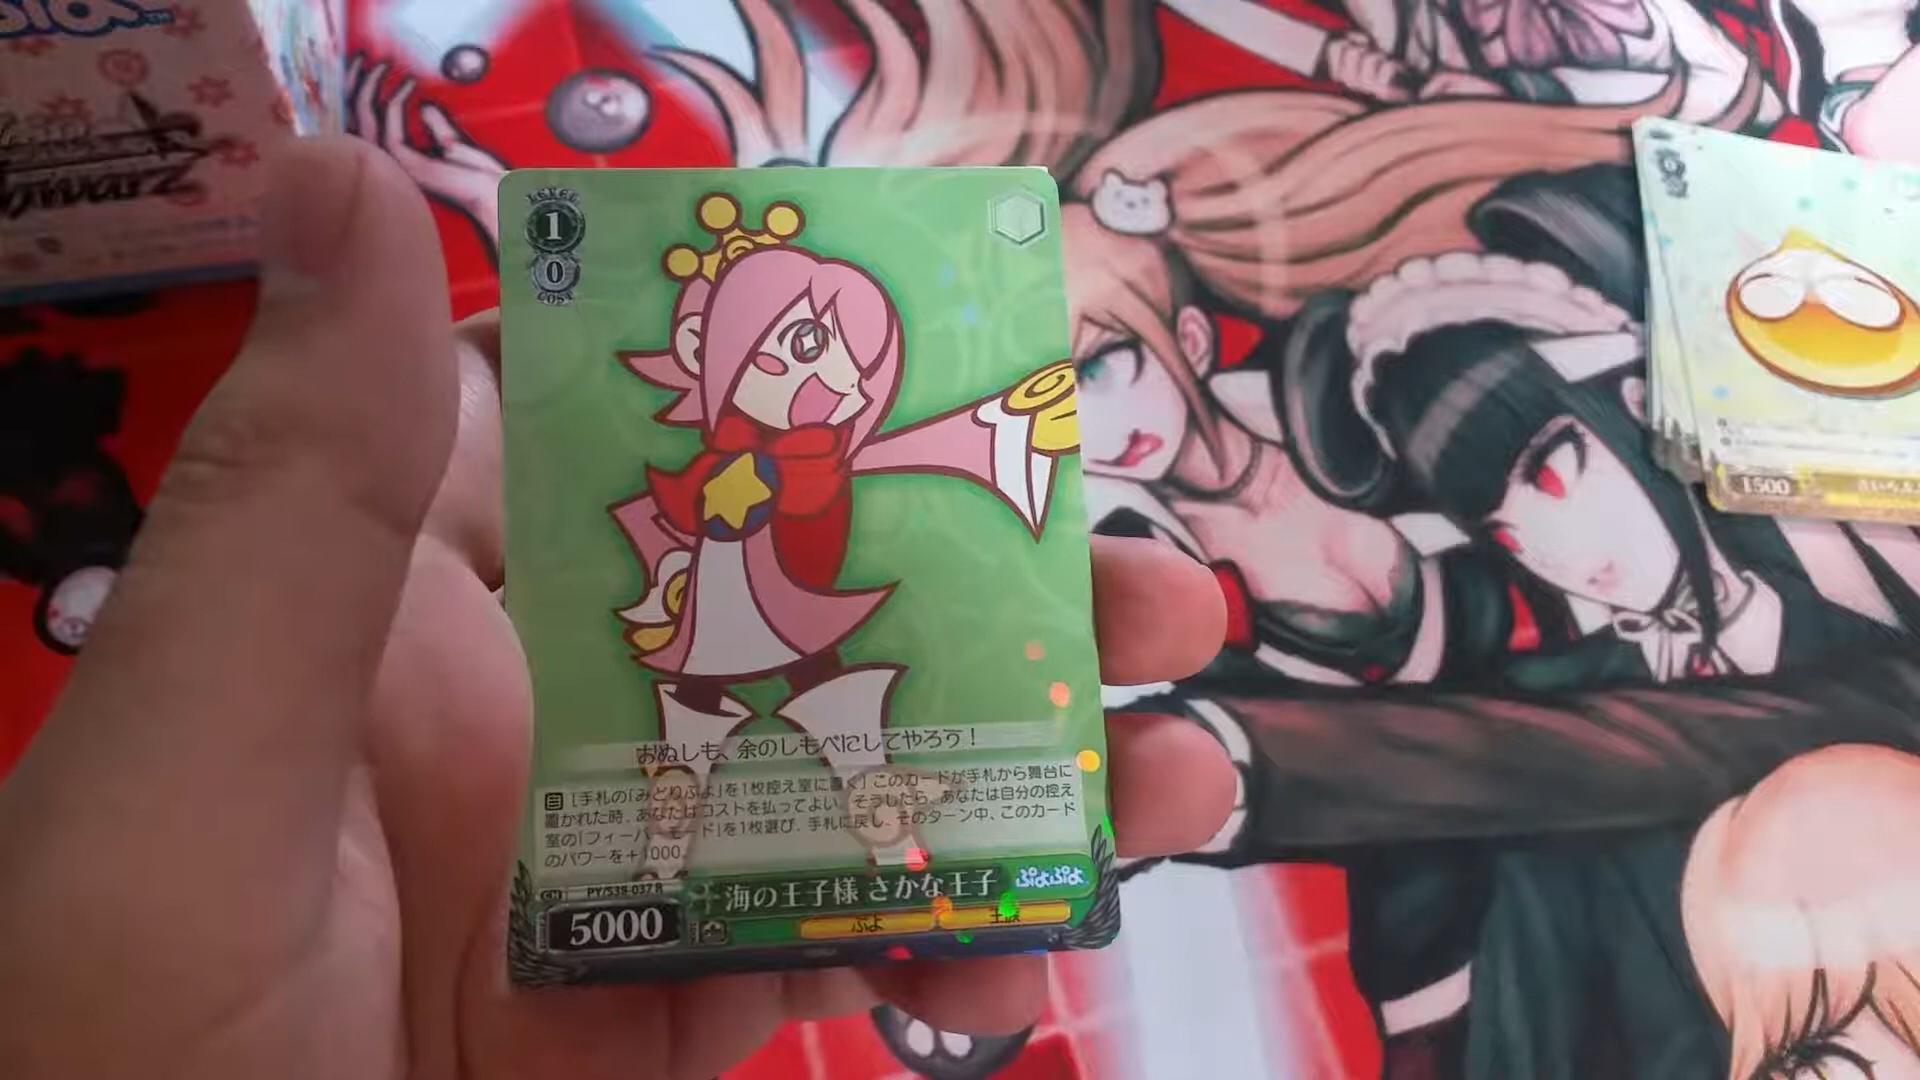 LEVEL
1
0
COST
おぬしも、余のしもべにしてやろう！
自［手札の「みどりぷよ」を1枚控え室に置く］ このカードが手札から舞台に
置かれた時、あなたはコストを払ってよい。そうしたら、あなたは自分の控え
室の「フィーバーモード」を1枚選び、手札に戻し、そのターン中、このカード
のパワーを＋1000。
PY/S38-037 R
海の王子様 さかな王子
ぷよぷよ
5000
ぷよ
王族
0
1500